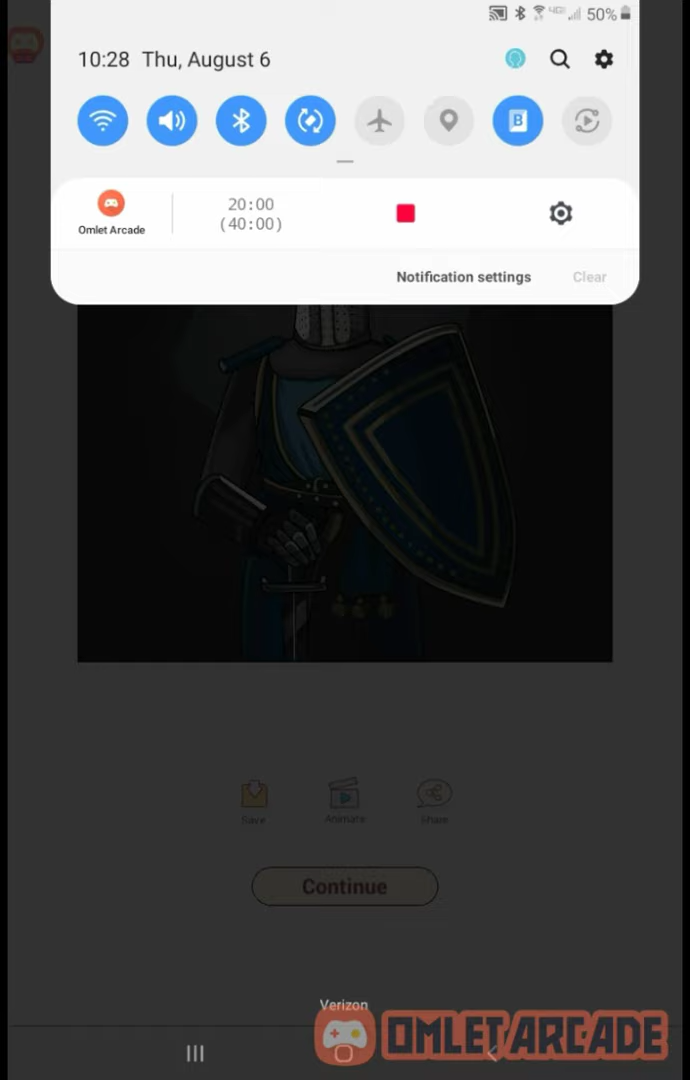 50%
10:28 Thu, August 6
Omlet Arcade
20:00
(40:00)
Notification settings
Clear
Save
Animate
Share
Continue
Verizon
OMLET ARCADE